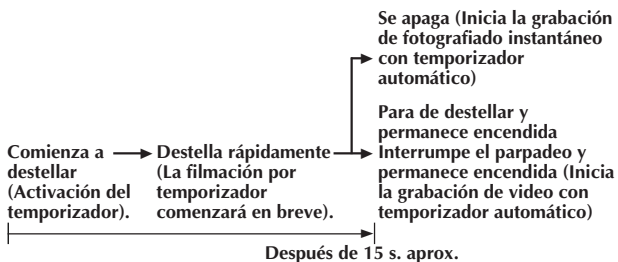 Se apaga (Inicia la grabación
de fotografiado instantáneo
con temporizador
automático)
Comienza a
destellar
(Activación del
temporizador).
Destella rápidamente
(La filmación por
temporizador
comenzará en breve).
Para de destellar y
permanece encendida
Interrumpe el parpadeo y
permanece encendida (Inicia
la grabación de video con
temporizador automático)
Después de 15 s. aprox.